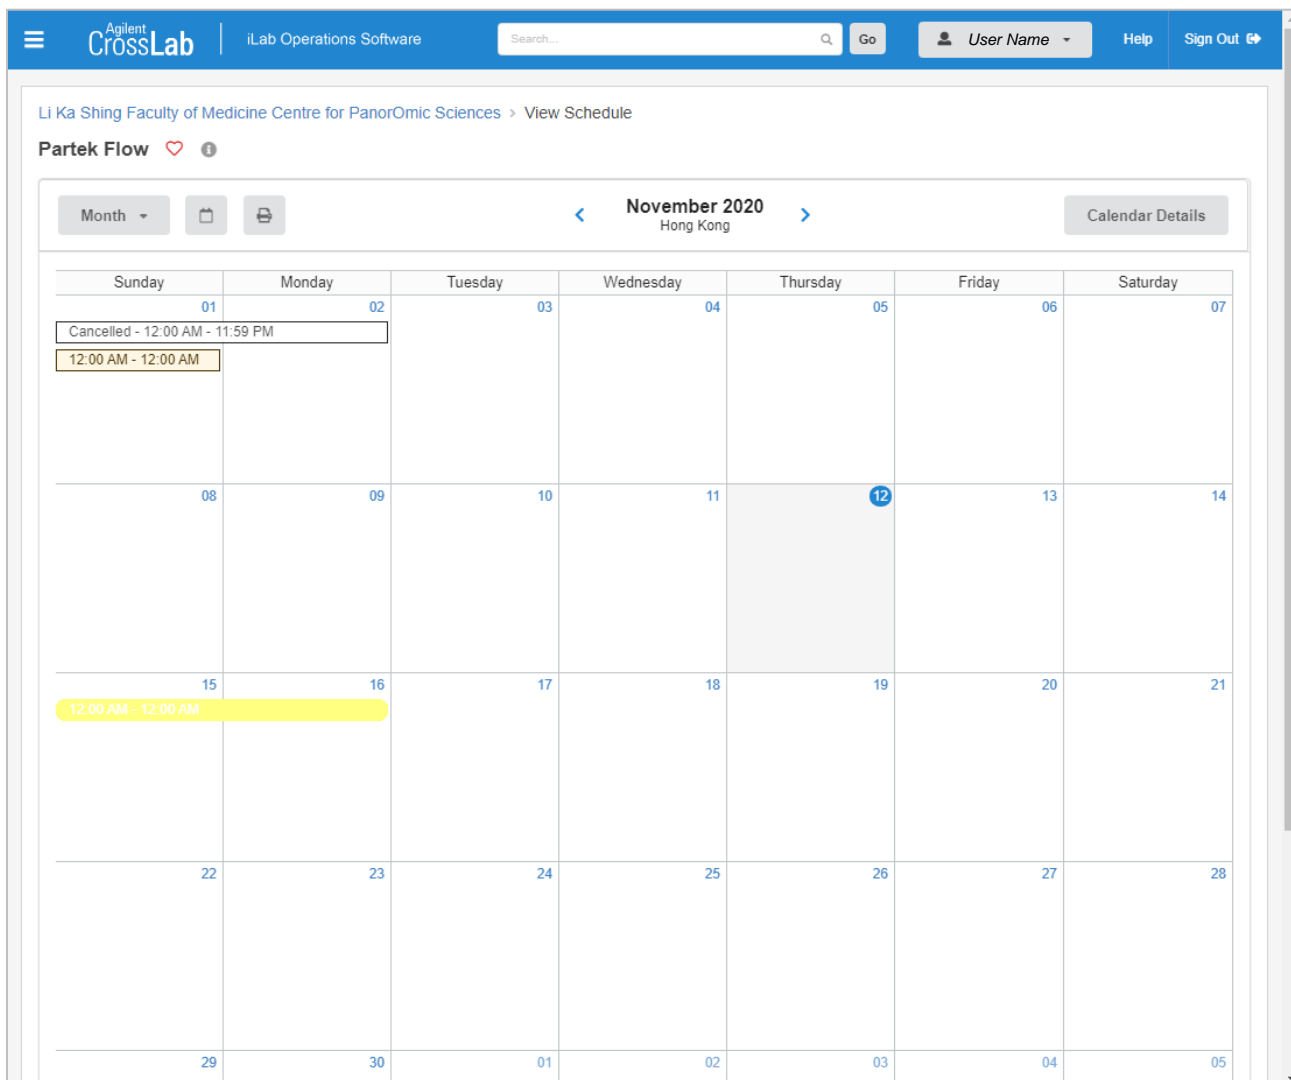 Agilent
CrossLab
iLab Operations Software
Search...
Go
User Name
Help
Sign Out
Li Ka Shing Faculty of Medicine Centre for PanorOmic Sciences > View Schedule
Partek Flow
Month
November 2020
Hong Kong
Calendar Details
Sunday Monday Tuesday Wednesday Thursday Friday Saturday
01 02 03 04 05 06 07
Cancelled - 12:00 AM - 11:59 PM
12:00 AM - 12:00 AM
08 09 10 11 12 13 14
15 16 17 18 19 20 21
12:00 AM - 12:00 AM
22 23 24 25 26 27 28
29 30 01 02 03 04 05